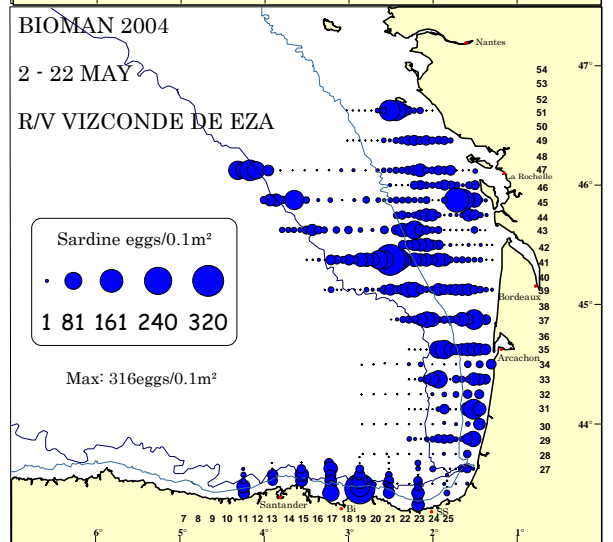 BIOMAN 2004
2 - 22 MAY
R/V VIZCONDE DE EZA
Sardine eggs/0.1m²
1 81 161 240 320
Max: 316eggs/0.1m²
Nantes
La Rochelle
Bordeaux
Arcachon
Santander
Bi
SS
47°
46°
45°
44°
54
53
52
51
50
49
48
47
46
45
44
43
42
41
40
39
38
37
36
35
34
33
32
31
30
29
28
27
7 8 9 10 11 12 13 14 15 16 17 18 19 20 21 22 23 24 25
6° 5° 4° 3° 2° 1°